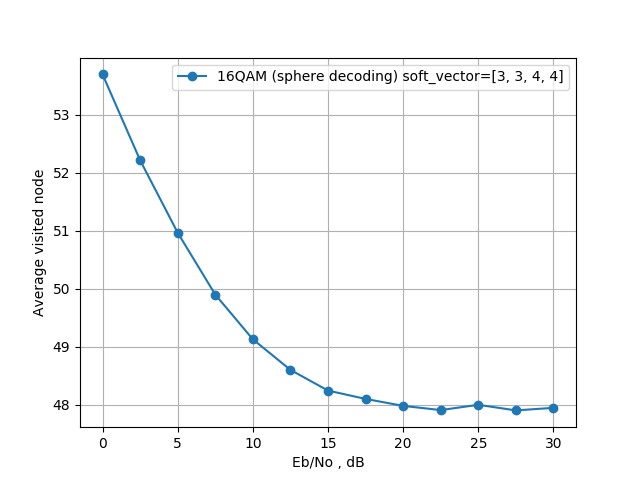 16QAM (sphere decoding) soft_vector=[3, 3, 4, 4]
53
52
51
50
49
48
Average visited node
0 5 10 15 20 25 30
Eb/No , dB